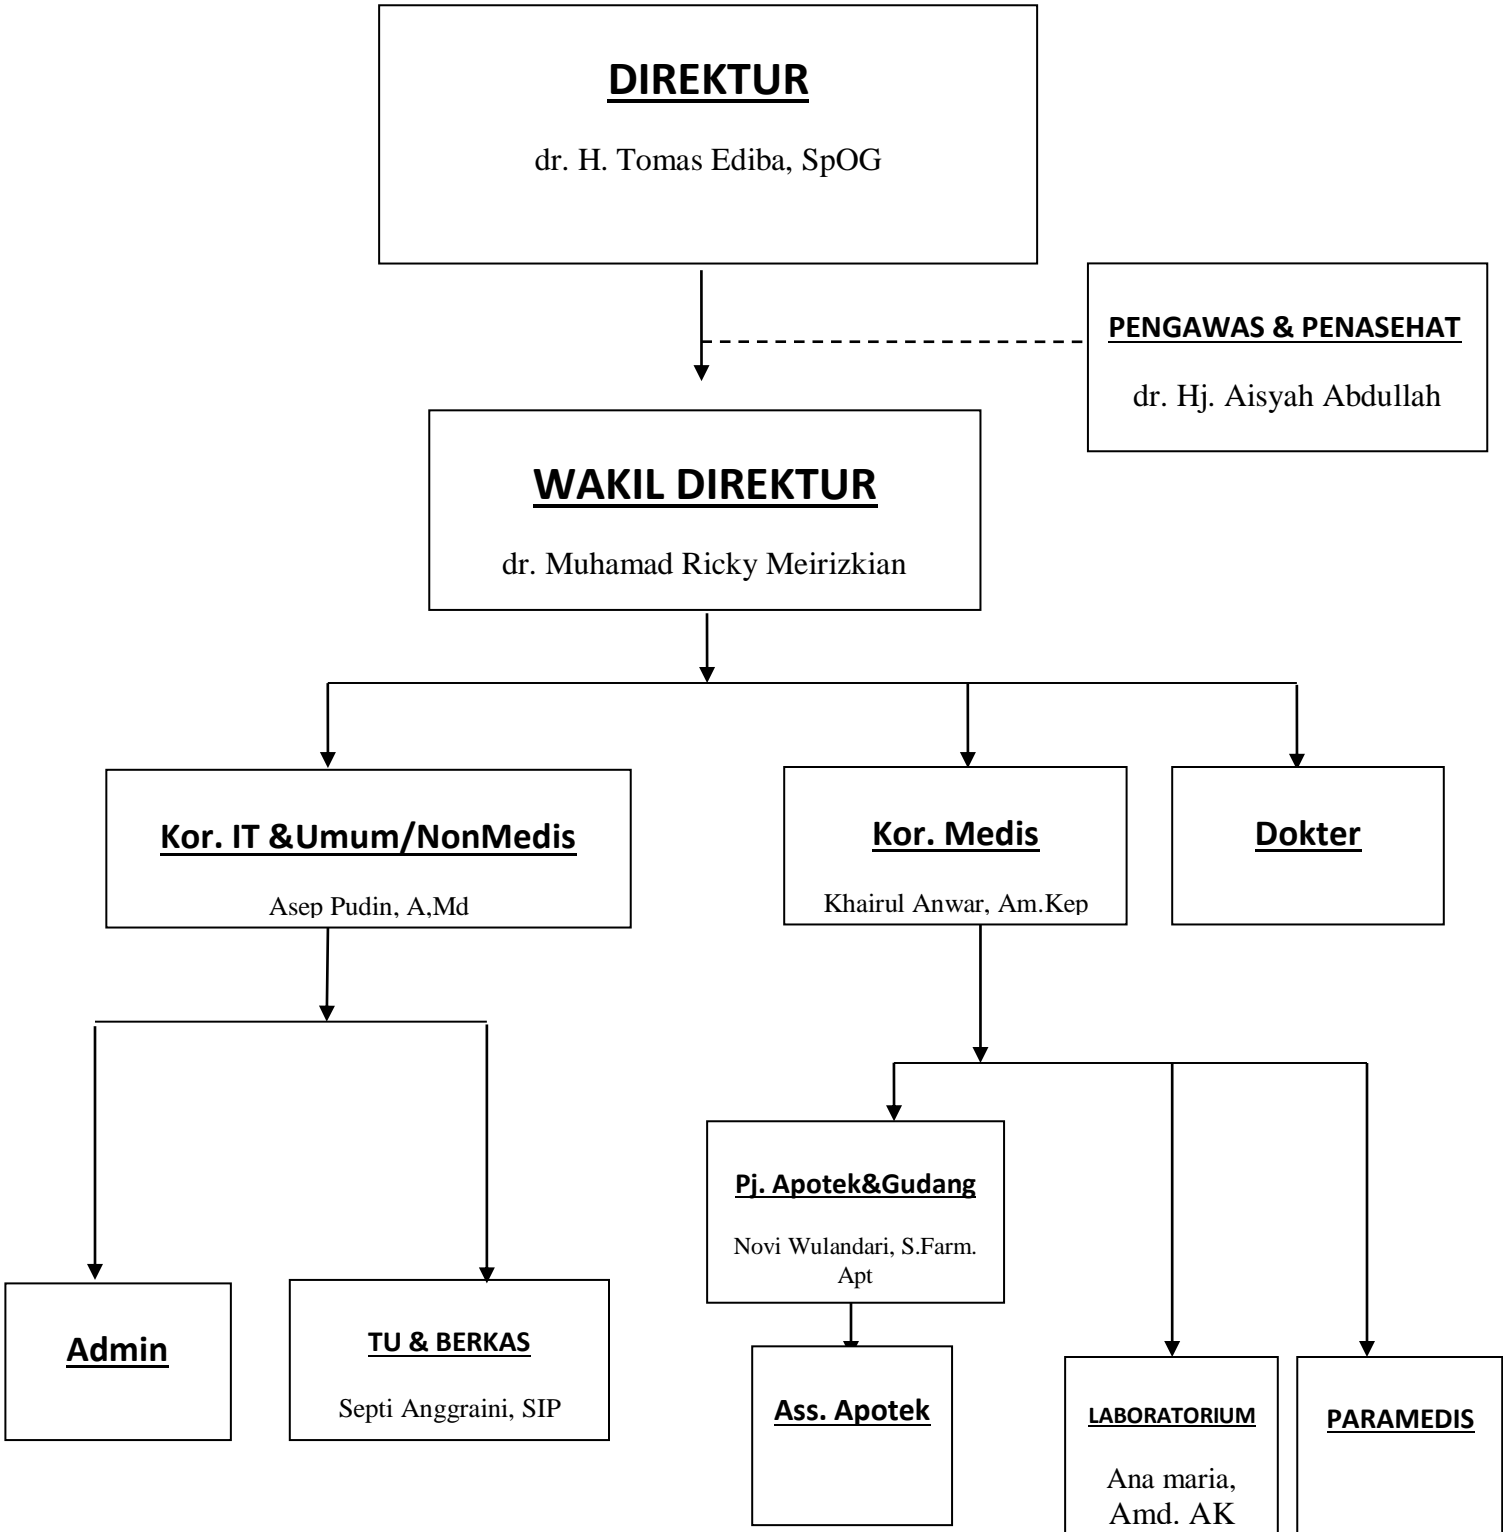 DIREKTUR
dr. H. Tomas Ediba, SpOG
PENGAWAS & PENASEHAT
dr. Hj. Aisyah Abdullah
WAKIL DIREKTUR
dr. Muhamad Ricky Meirizkian
Kor. IT &Umum/NonMedis
Asep Pudin, A,Md
Kor. Medis
Khairul Anwar, Am.Kep
Dokter
Pj. Apotek&Gudang
Novi Wulandari, S.Farm.
Apt
Admin
TU & BERKAS
Septi Anggraini, SIP
Ass. Apotek
LABORATORIUM
Ana maria,
Amd. AK
PARAMEDIS